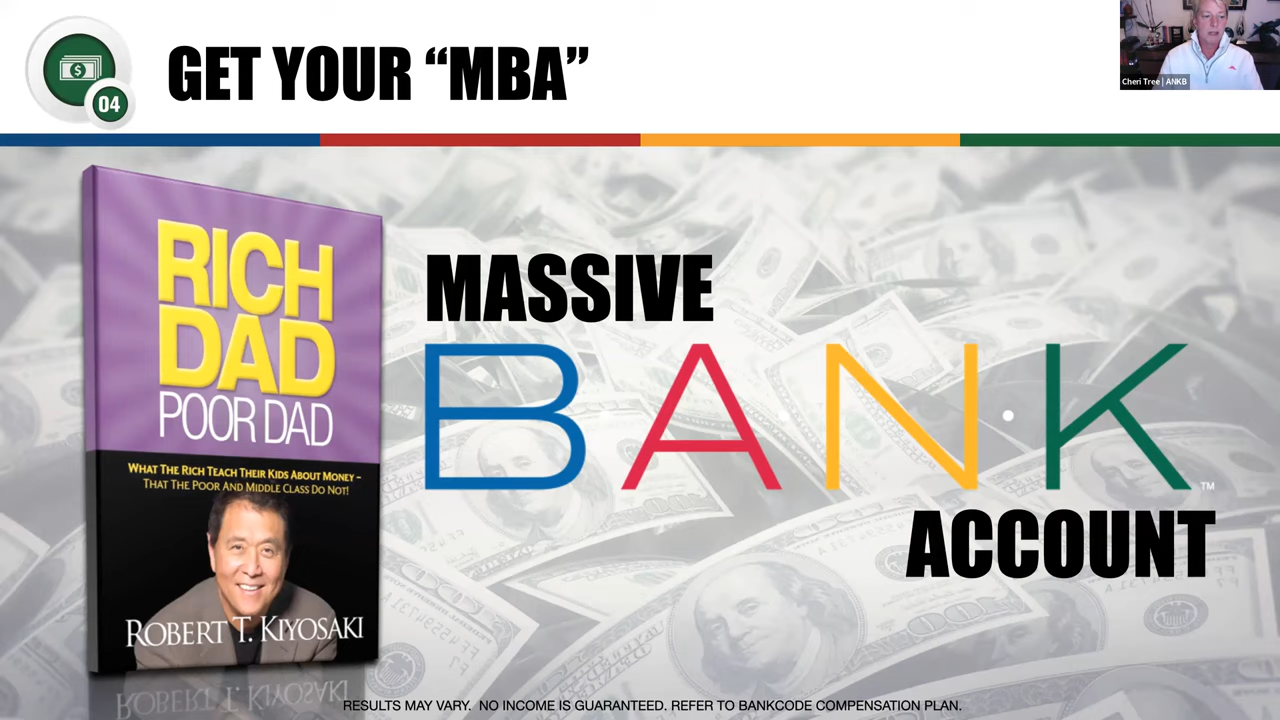 04
GET YOUR “MBA”
Cheri Tree | ANKB
RICH
DAD
POOR DAD
WHAT THE RICH TEACH THEIR KIDS ABOUT MONEY –
THAT THE POOR AND MIDDLE CLASS DO NOT!
ROBERT T. KIYOSAKI
MASSIVE
B·A·N·K™
ACCOUNT
RESULTS MAY VARY. NO INCOME IS GUARANTEED. REFER TO BANKCODE COMPENSATION PLAN.